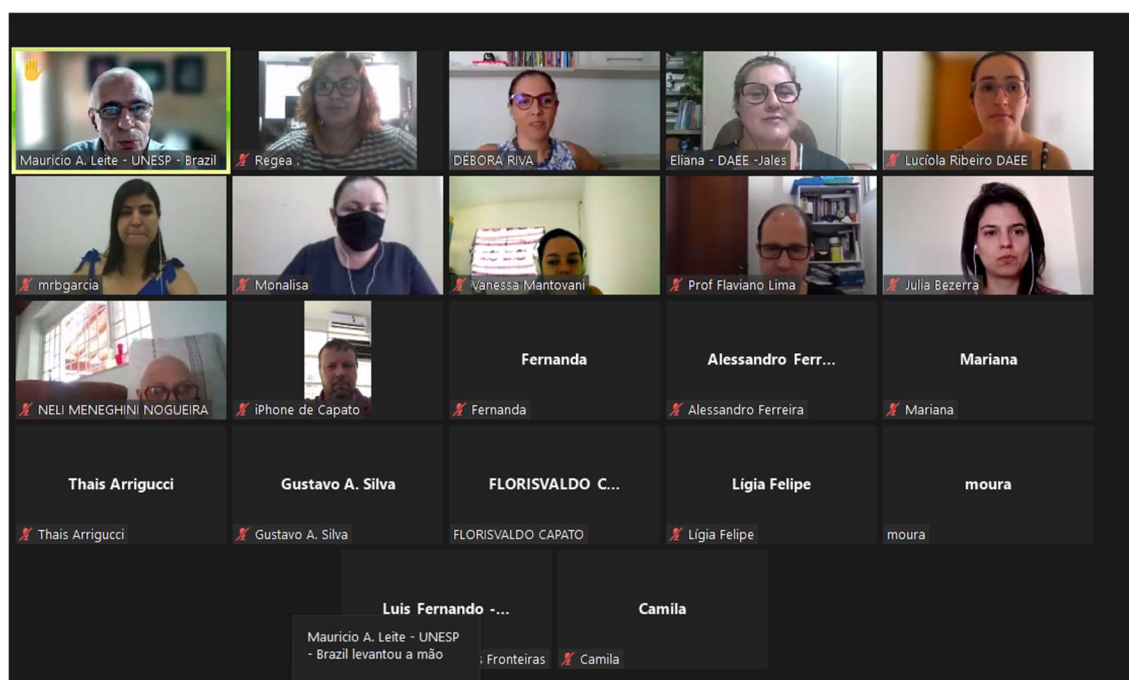 Mauricio A. Leite - UNESP - Brazil
Regea .
DÉBORA RIVA
Eliana - DAEE -Jales
Lucíola Ribeiro DAEE
mrbgarcia
Monalisa
Vanessa Mantovani
Prof Flaviano Lima
Julia Bezerra
NELI MENEGHINI NOGUEIRA
iPhone de Capato
Fernanda
Fernanda
Alessandro Ferr...
Alessandro Ferreira
Mariana
Mariana
Thais Arrigucci
Thais Arrigucci
Gustavo A. Silva
Gustavo A. Silva
FLORISVALDO C...
FLORISVALDO CAPATO
Lígia Felipe
Lígia Felipe
moura
moura
Luis Fernando -...
Fronteiras
Camila
Camila
Mauricio A. Leite - UNESP
- Brazil levantou a mão